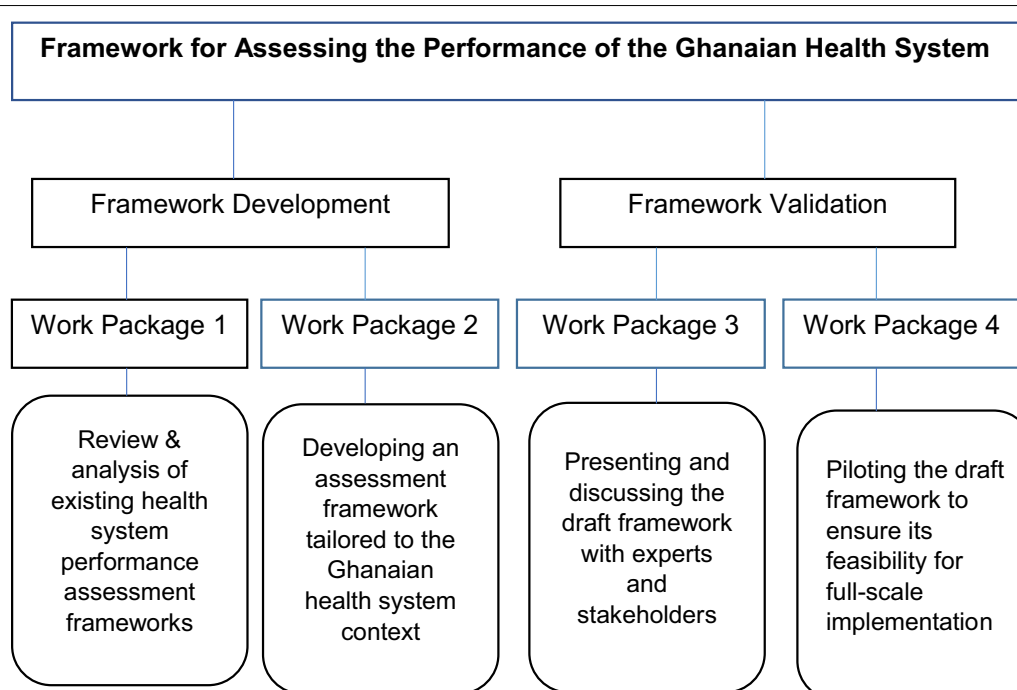 Framework for Assessing the Performance of the Ghanaian Health System
Framework Development
Framework Validation
Work Package 1
Work Package 2
Work Package 3
Work Package 4
Review &
analysis of
existing health
system
performance
assessment
frameworks
Developing an
assessment
framework
tailored to the
Ghanaian
health system
context
Presenting and
discussing the
draft framework
with experts
and
stakeholders
Piloting the draft
framework to
ensure its
feasibility for
full-scale
implementation